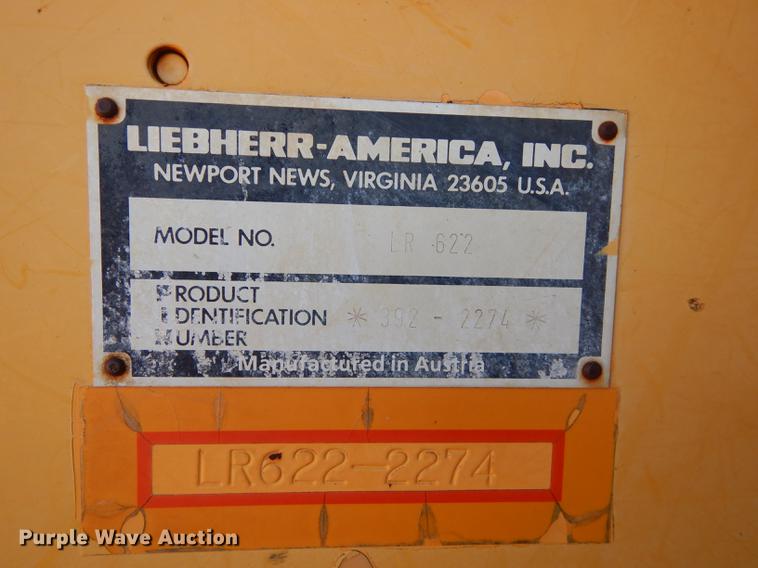 LIEBHERR-AMERICA, INC.
NEWPORT NEWS, VIRGINIA 23605 U.S.A.
MODEL NO. LR 622
PRODUCT
IDENTIFICATION * 392 - 2274 *
NUMBER
Manufactured in Austria
LR622-2274
Purple Wave Auction